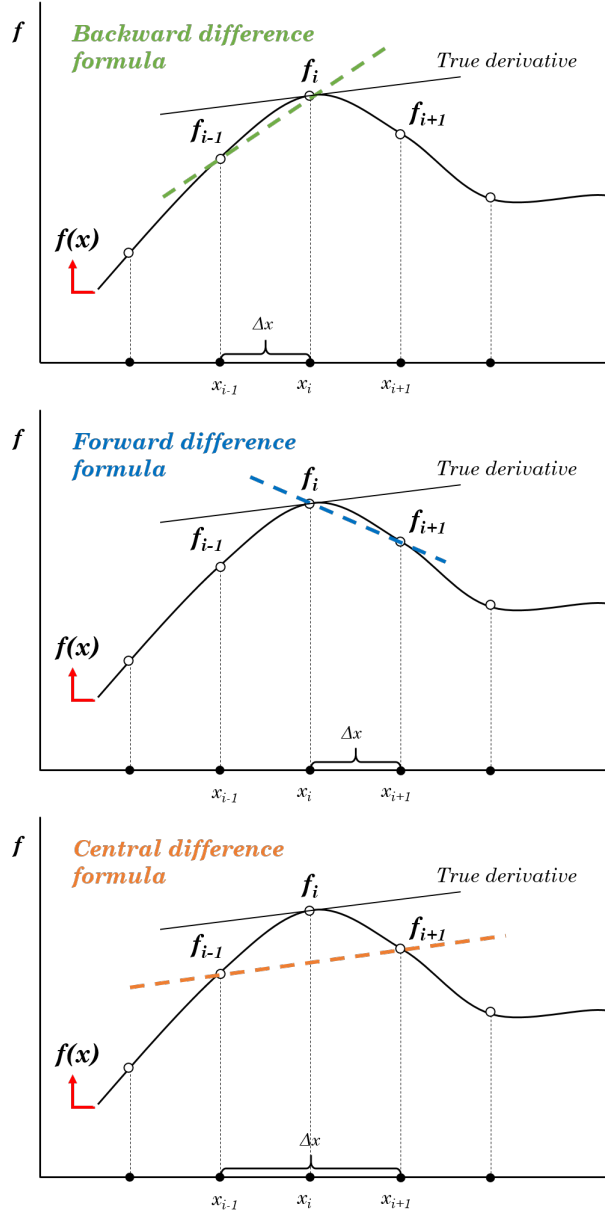 f
Backward difference
formula
True derivative
f_i
f_{i-1}
f_{i+1}
f(x)
Δx
x_{i-1}
x_i
x_{i+1}
f
Forward difference
formula
True derivative
f_i
f_{i-1}
f_{i+1}
f(x)
Δx
x_{i-1}
x_i
x_{i+1}
f
Central difference
formula
True derivative
f_i
f_{i-1}
f_{i+1}
f(x)
Δx
x_{i-1}
x_i
x_{i+1}